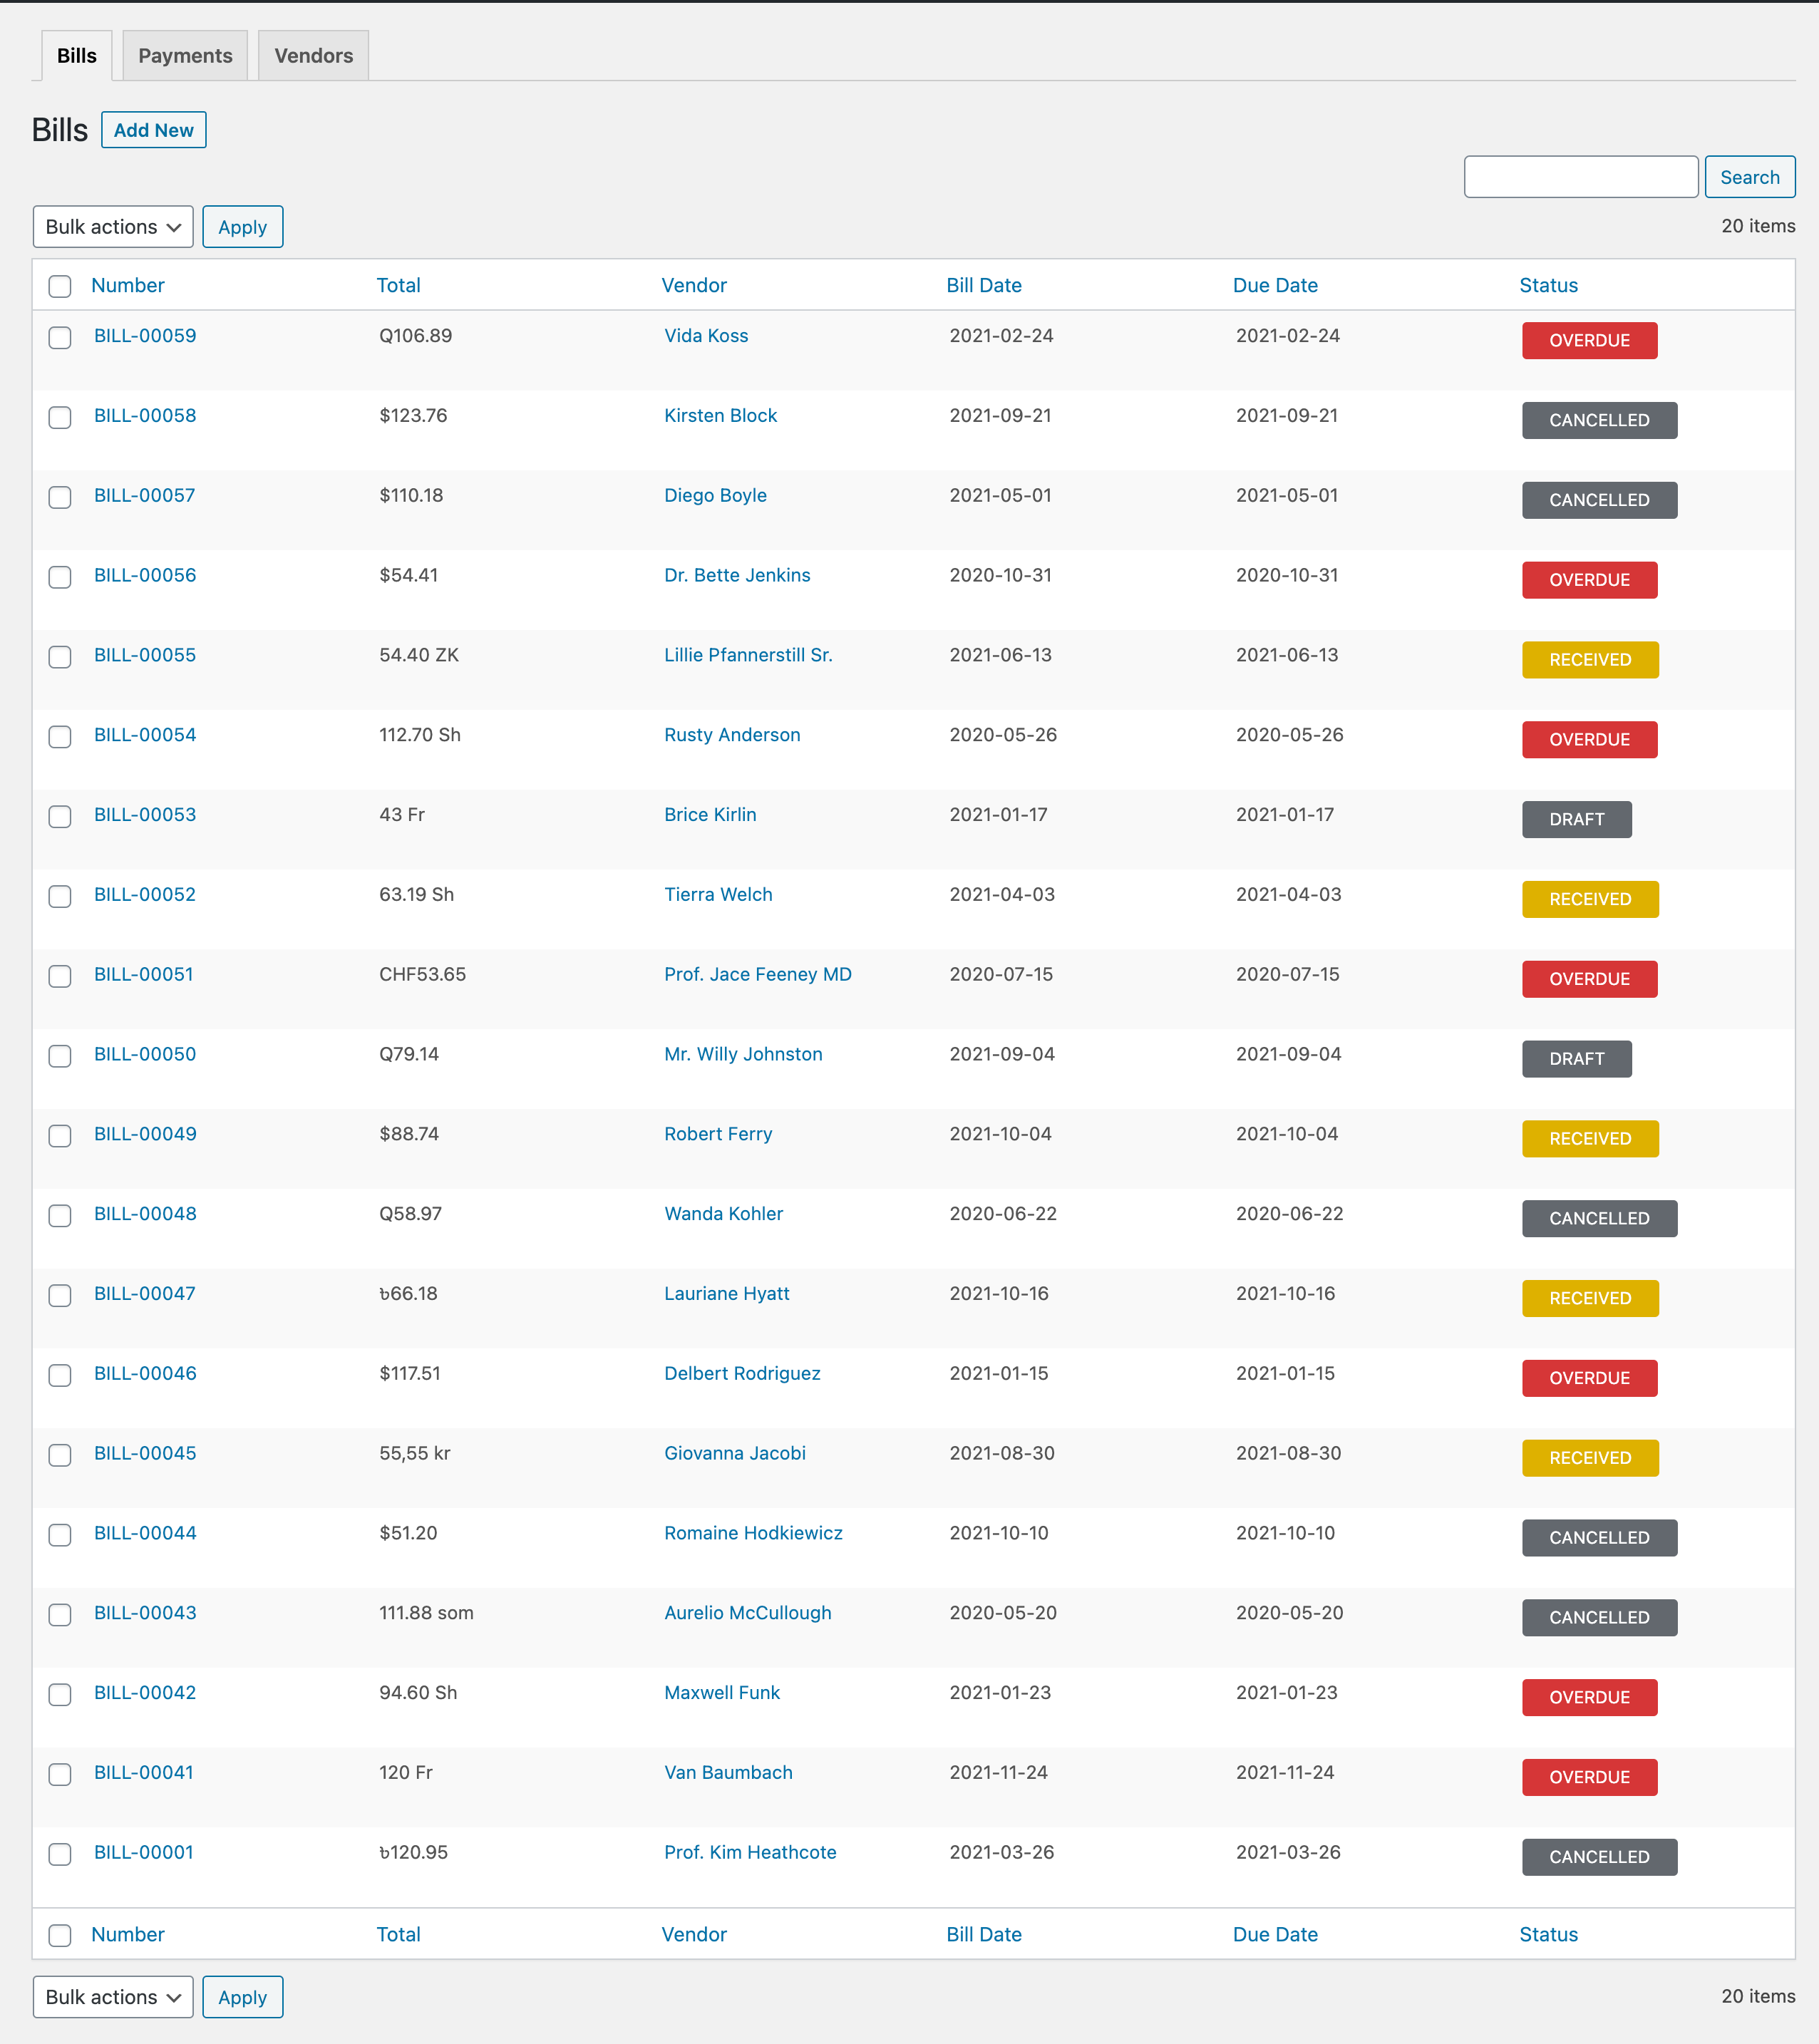 Bills Payments Vendors
Bills Add New
Search
Bulk actions Apply 20 items
Number Total Vendor Bill Date Due Date Status
BILL-00059 Q106.89 Vida Koss 2021-02-24 2021-02-24 OVERDUE
BILL-00058 $123.76 Kirsten Block 2021-09-21 2021-09-21 CANCELLED
BILL-00057 $110.18 Diego Boyle 2021-05-01 2021-05-01 CANCELLED
BILL-00056 $54.41 Dr. Bette Jenkins 2020-10-31 2020-10-31 OVERDUE
BILL-00055 54.40 ZK Lillie Pfannerstill Sr. 2021-06-13 2021-06-13 RECEIVED
BILL-00054 112.70 Sh Rusty Anderson 2020-05-26 2020-05-26 OVERDUE
BILL-00053 43 Fr Brice Kirlin 2021-01-17 2021-01-17 DRAFT
BILL-00052 63.19 Sh Tierra Welch 2021-04-03 2021-04-03 RECEIVED
BILL-00051 CHF53.65 Prof. Jace Feeney MD 2020-07-15 2020-07-15 OVERDUE
BILL-00050 Q79.14 Mr. Willy Johnston 2021-09-04 2021-09-04 DRAFT
BILL-00049 $88.74 Robert Ferry 2021-10-04 2021-10-04 RECEIVED
BILL-00048 Q58.97 Wanda Kohler 2020-06-22 2020-06-22 CANCELLED
BILL-00047 ৳66.18 Lauriane Hyatt 2021-10-16 2021-10-16 RECEIVED
BILL-00046 $117.51 Delbert Rodriguez 2021-01-15 2021-01-15 OVERDUE
BILL-00045 55,55 kr Giovanna Jacobi 2021-08-30 2021-08-30 RECEIVED
BILL-00044 $51.20 Romaine Hodkiewicz 2021-10-10 2021-10-10 CANCELLED
BILL-00043 111.88 som Aurelio McCullough 2020-05-20 2020-05-20 CANCELLED
BILL-00042 94.60 Sh Maxwell Funk 2021-01-23 2021-01-23 OVERDUE
BILL-00041 120 Fr Van Baumbach 2021-11-24 2021-11-24 OVERDUE
BILL-00001 ৳120.95 Prof. Kim Heathcote 2021-03-26 2021-03-26 CANCELLED
Number Total Vendor Bill Date Due Date Status
Bulk actions Apply 20 items